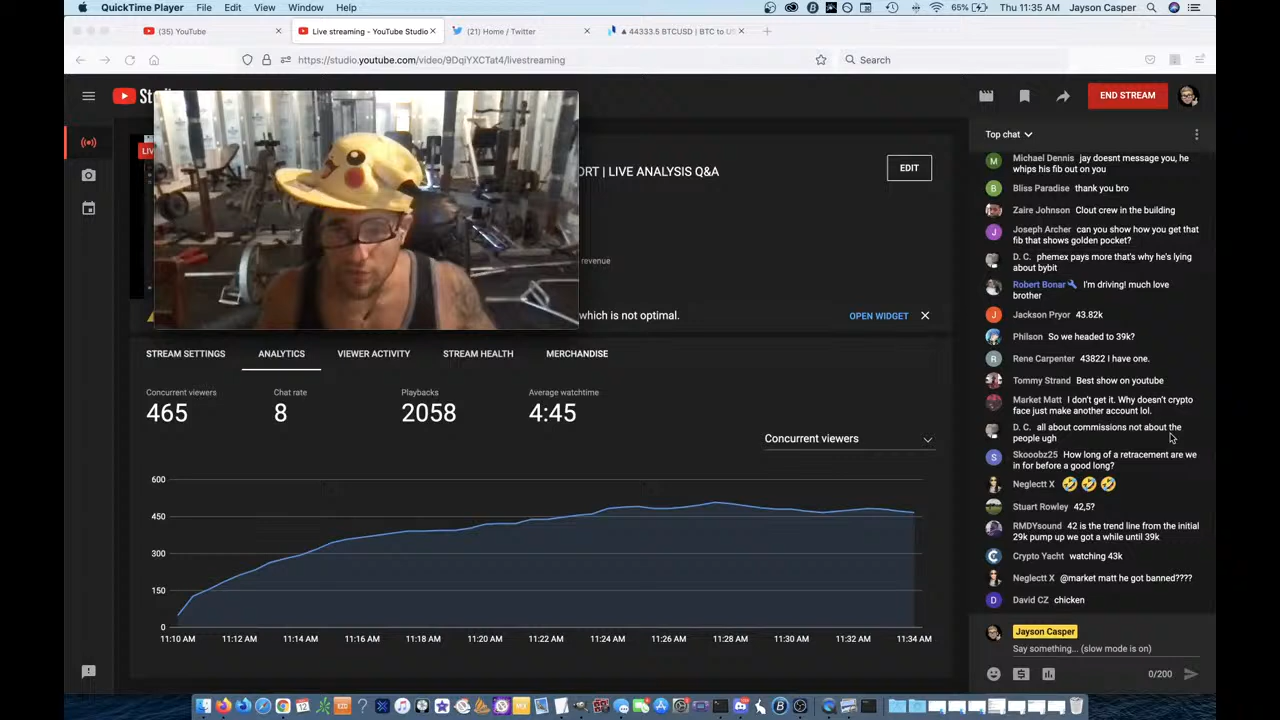 QuickTime Player File Edit View Window Help 65% Thu 11:35 AM Jayson Casper
(35) YouTube
Live streaming - YouTube Studio
(21) Home / Twitter
▲ 44333.5 BTCUSD | BTC to U
https://studio.youtube.com/video/9DqiYXCTat4/livestreaming
Search
END STREAM
LIV
ORT | LIVE ANALYSIS Q&A
EDIT
revenue
which is not optimal.
OPEN WIDGET
STREAM SETTINGS
ANALYTICS
VIEWER ACTIVITY
STREAM HEALTH
MERCHANDISE
Concurrent viewers
465
Chat rate
8
Playbacks
2058
Average watchtime
4:45
Concurrent viewers
600
450
300
150
0
11:10 AM
11:12 AM
11:14 AM
11:16 AM
11:18 AM
11:20 AM
11:22 AM
11:24 AM
11:26 AM
11:28 AM
11:30 AM
11:32 AM
11:34 AM
Top chat
Michael Dennis jay doesnt message you, he
whips his fib out on you
Bliss Paradise thank you bro
Zaire Johnson Clout crew in the building
Joseph Archer can you show how you get that
fib that shows golden pocket?
D. C. phemex pays more that's why he's lying
about bybit
Robert Bonar I'm driving! much love
brother
Jackson Pryor 43.82k
Philson So we headed to 39k?
Rene Carpenter 43822 I have one.
Tommy Strand Best show on youtube
Market Matt I don't get it. Why doesn't crypto
face just make another account lol.
D. C. all about commissions not about the
people ugh
Skooobz25 How long of a retracement are we
in for before a good long?
Neglectt X 🤣 🤣 🤣
Stuart Rowley 42,5?
RMDYsound 42 is the trend line from the initial
29k pump up we got a while until 39k
Crypto Yacht watching 43k
Neglectt X @market matt he got banned????
David CZ chicken
Jayson Casper
Say something... (slow mode is on)
0/200